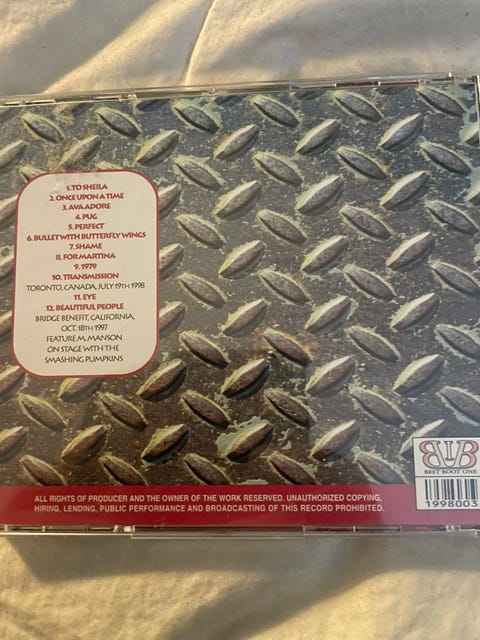 1. TO SHEILA
2. ONCE UPON A TIME
3. AVA ADORE
4. PUG
5. PERFECT
6. BULLET WITH BUTTERFLY WINGS
7. SHAME
8. FOR MARTINA
9. 1979
10. TRANSMISSION
TORONTO, CANADA, JULY 19TH 1998
11. EYE
12. BEAUTIFUL PEOPLE
BRIDGE BENEFIT, CALIFORNIA,
OCT. 18TH 1997
FEATURE M. MANSON
ON STAGE WITH THE
SMASHING PUMPKINS
B1B
BEST BOOT ONE
1998003
ALL RIGHTS OF PRODUCER AND THE OWNER OF THE WORK RESERVED. UNAUTHORIZED COPYING,
HIRING, LENDING, PUBLIC PERFORMANCE AND BROADCASTING OF THIS RECORD PROHIBITED.